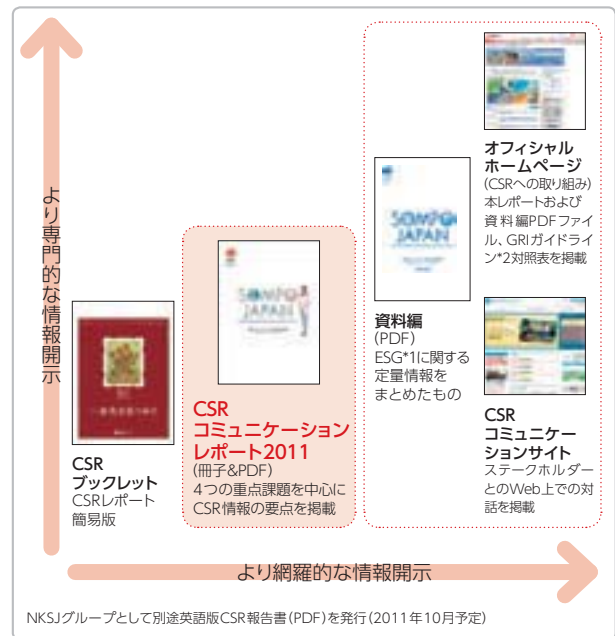 より専門的な情報開示
CSR
ブックレット
CSRレポート
簡易版
SOMPO
JAPAN
CSR
コミュニケーション
レポート2011
(冊子&PDF)
4つの重点課題を中心に
CSR情報の要点を掲載
SOMPO
JAPAN
資料編
(PDF)
ESG*1に関する
定量情報を
まとめたもの
オフィシャル
ホームページ
(CSRへの取り組み)
本レポートおよび
資料編PDFファイ
ル、GRIガイドライ
ン*2対照表を掲載
CSR
コミュニケー
ションサイト
ステークホルダー
とのWeb上での対
話を掲載
より網羅的な情報開示
NKSJグループとして別途英語版CSR報告書(PDF)を発行(2011年10月予定)